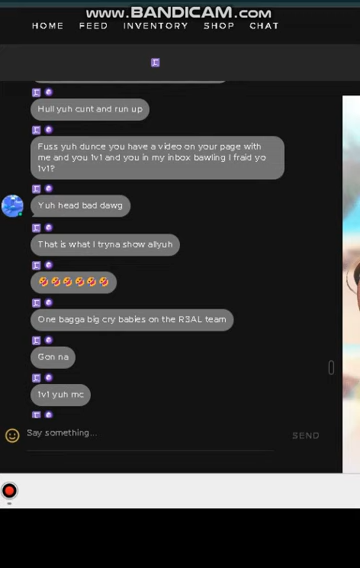 www.BANDICAM.com
HOME FEED INVENTORY SHOP CHAT
Hull yuh cunt and run up
Fuss yuh dunce you have a video on your page with
me and you 1v1 and you in my inbox bawling I fraid yo
1v1?
Yuh head bad dawg
That is what I tryna show allyuh
🤣🤣🤣🤣🤣🤣
One bagga big cry babies on the R3AL team
Gon na
1v1 yuh mc
Say something...
SEND